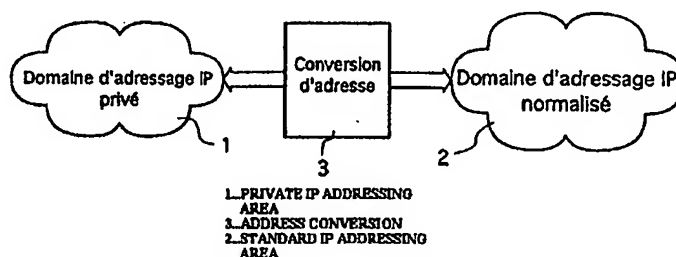 Domaine d'adressage IP
privé
Conversion
d'adresse
Domaine d'adressage IP
normalisé
1
3
2
1...PRIVATE IP ADDRESSING
AREA
3...ADDRESS CONVERSION
2...STANDARD IP ADDRESSING
AREA